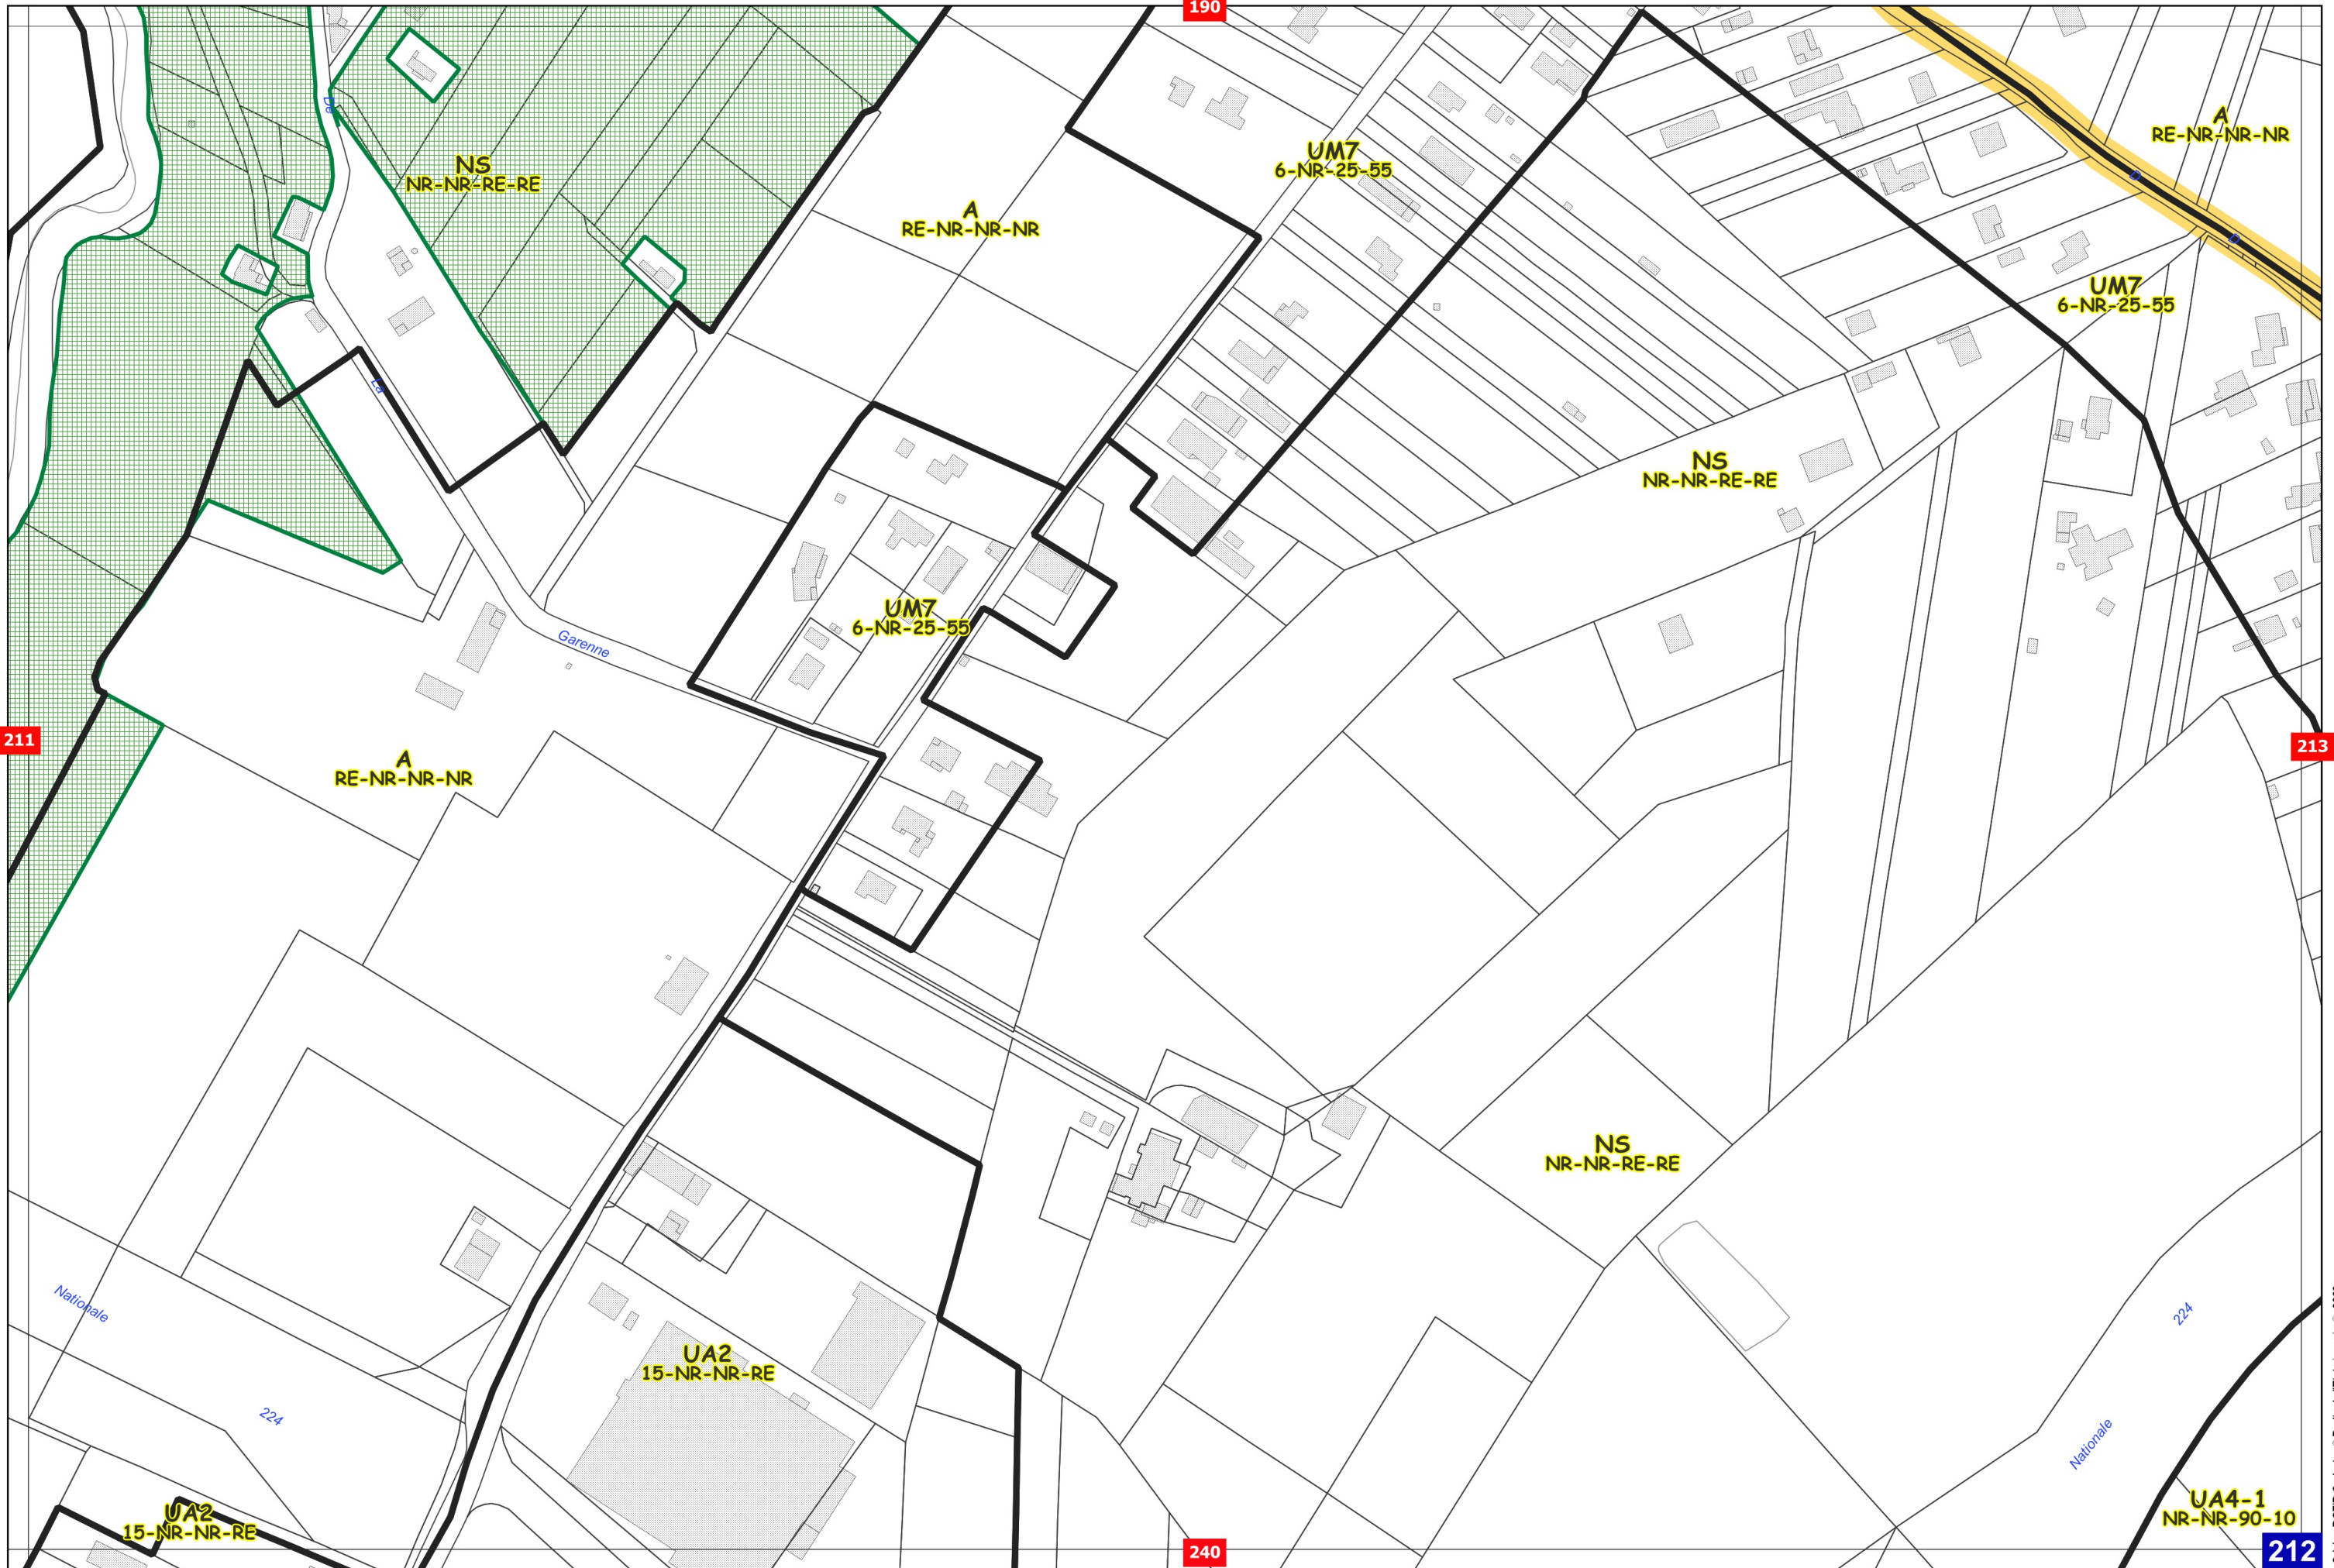 190
De
NS
NR-NR-RE-RE
A
RE-NR-NR-NR
UM7
6-NR-25-55
A
RE-NR-NR-NR
D
D
UM7
6-NR-25-55
La
NS
NR-NR-RE-RE
UM7
6-NR-25-55
Garenne
211
213
A
RE-NR-NR-NR
NS
NR-NR-RE-RE
Nationale
224
224
Nationale
UA2
15-NR-NR-RE
UA2
15-NR-NR-RE
UA4-1
NR-NR-90-10
240
212